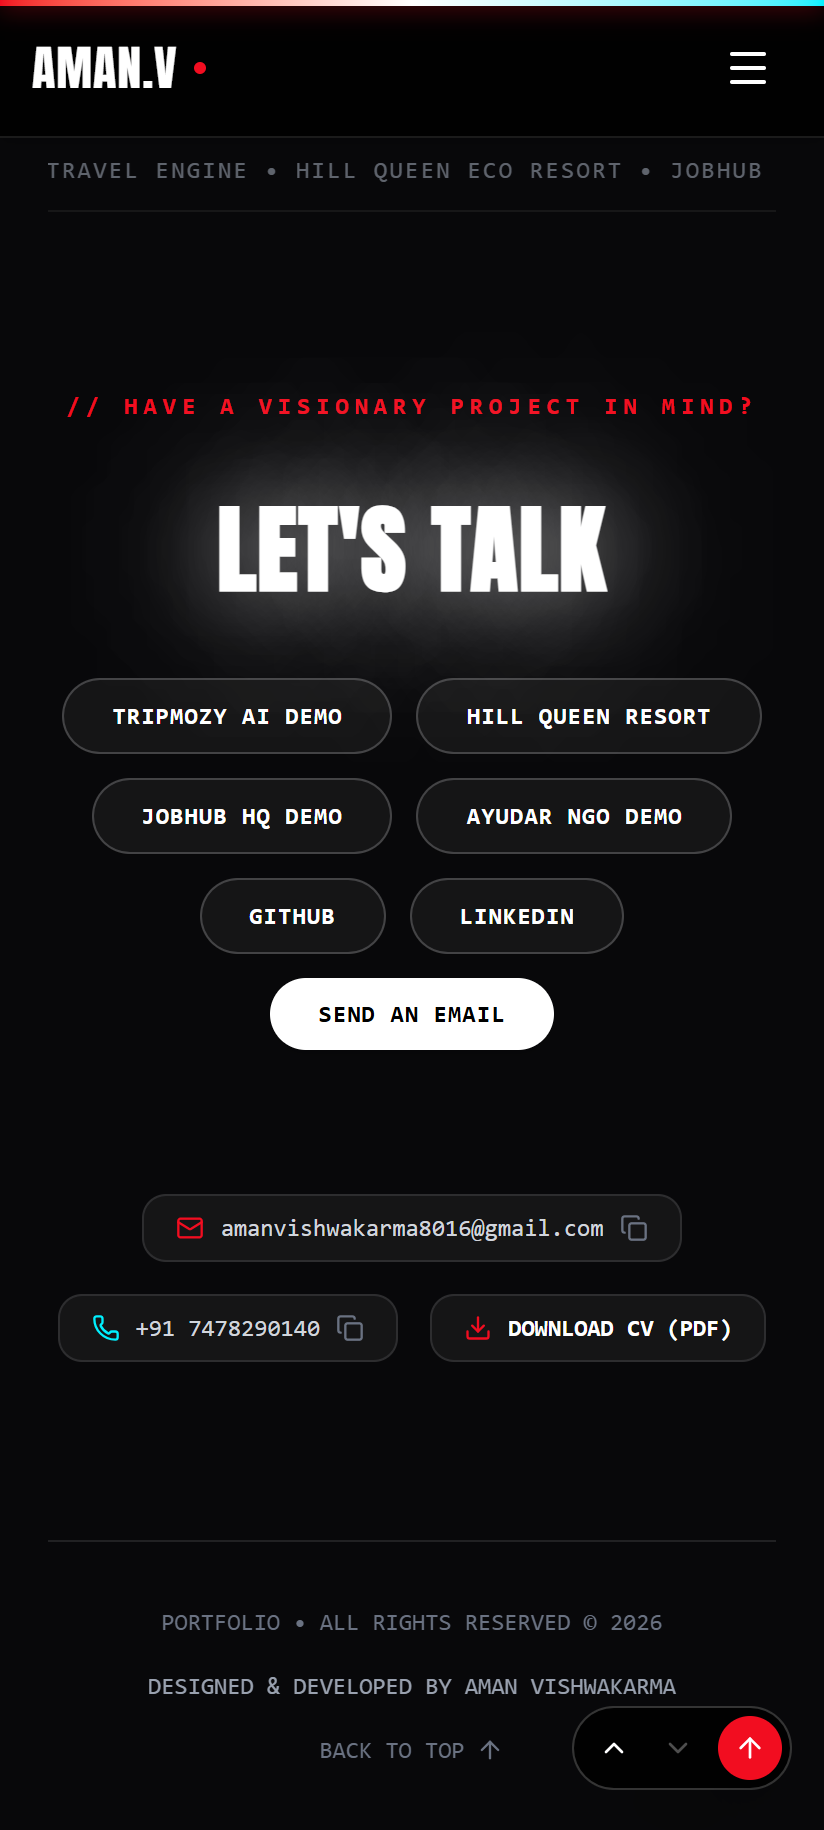 AMAN.V
TRAVEL ENGINE • HILL QUEEN ECO RESORT • JOBHUB
// HAVE A VISIONARY PROJECT IN MIND?
LET'S TALK
TRIPMOZY AI DEMO
HILL QUEEN RESORT
JOBHUB HQ DEMO
AYUDAR NGO DEMO
GITHUB
LINKEDIN
SEND AN EMAIL
amanvishwakarma8016@gmail.com
+91 7478290140
DOWNLOAD CV (PDF)
PORTFOLIO • ALL RIGHTS RESERVED © 2026
DESIGNED & DEVELOPED BY AMAN VISHWAKARMA
BACK TO TOP ↑